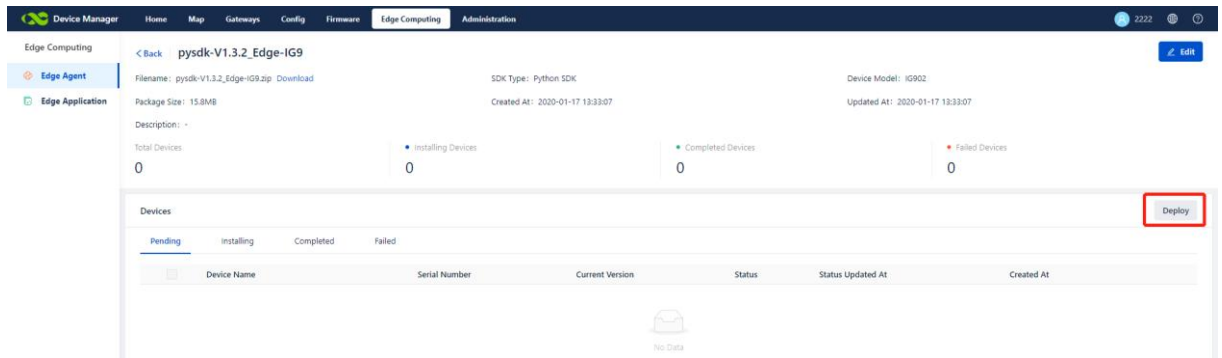 Device Manager Home Map Gateways Config Firmware Edge Computing Administration 2222
Edge Computing
< Back pysdk-V1.3.2_Edge-IG9 Edit
Edge Agent
Filename: pysdk-V1.3.2_Edge-IG9.zip Download SDK Type: Python SDK Device Model: IG902
Edge Application
Package Size: 15.8MB Created At: 2020-01-17 13:33:07 Updated At: 2020-01-17 13:33:07
Description: -
Total Devices Installing Devices Completed Devices Failed Devices
0 0 0 0
Devices Deploy
Pending Installing Completed Failed
Device Name Serial Number Current Version Status Status Updated At Created At
No Data